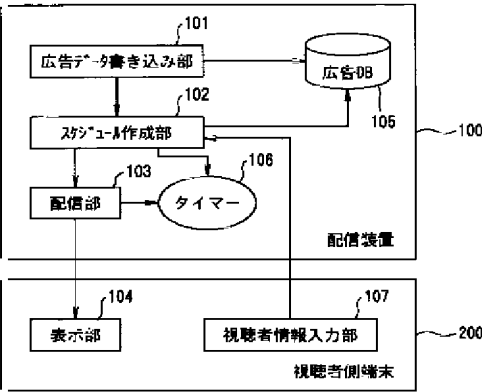 101
広告データ書き込み部
広告DB
105
102
スケジュール作成部
100
103
106
配信部
タイマー
配信装置
104
107
表示部
視聴者情報入力部
200
視聴者側端末